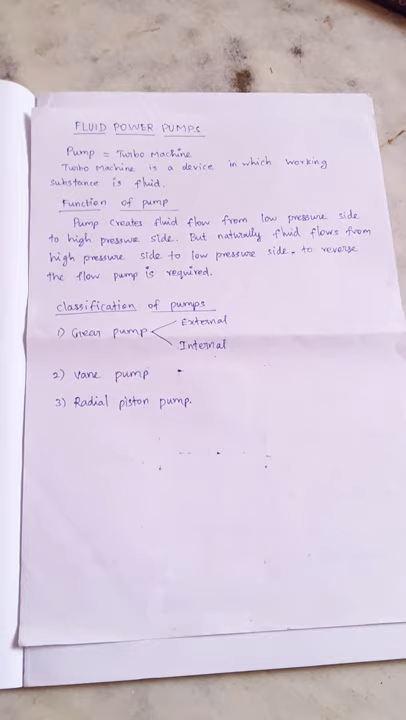 FLUID POWER PUMPS
Pump = Turbo Machine
Turbo Machine is a device in which working
substance is fluid.
Function of pump
Pump creates fluid flow from low pressure side
to high pressure side. But naturally fluid flows from
high pressure side to low pressure side. to reverse
the flow pump is required.
classification of pumps
External
1) Gear pump
Internal
2) Vane pump
3) Radial piston pump.